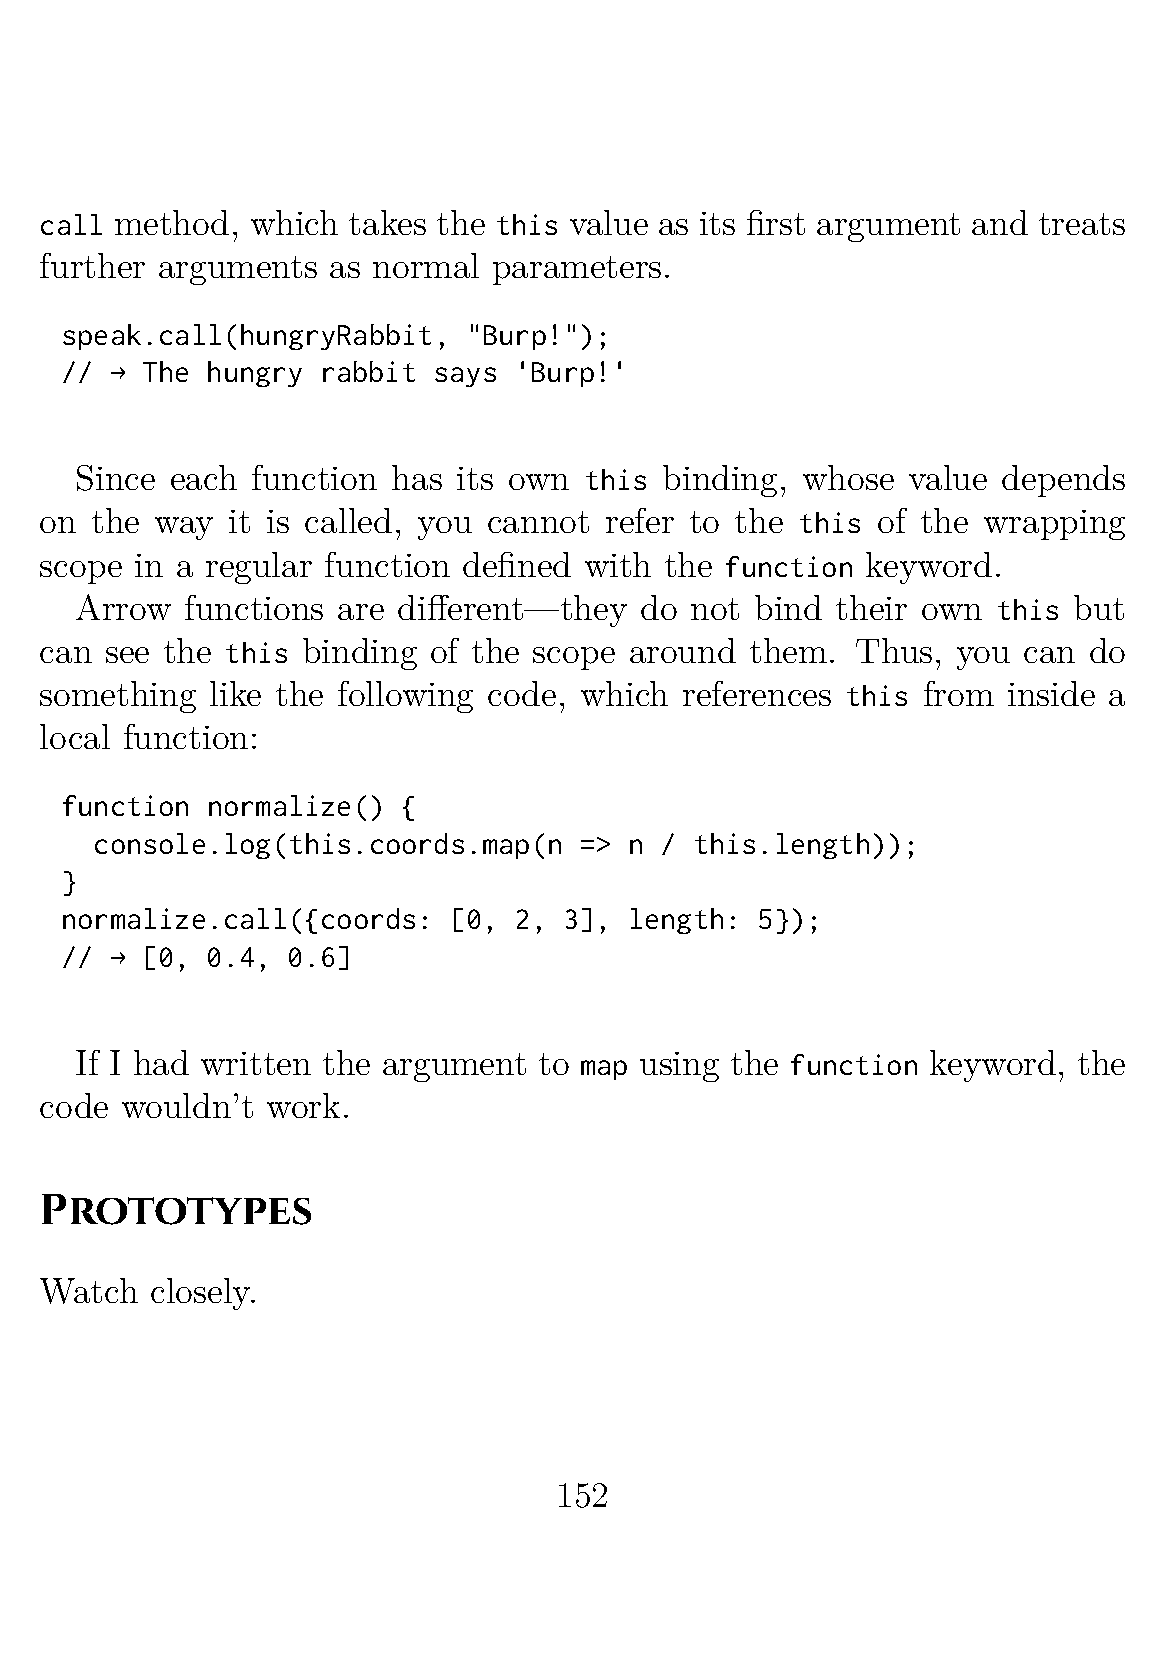 call method, which takes the this value as its first argument and treats
further arguments as normal parameters.
speak.call(hungryRabbit, "Burp!");
// → The hungry rabbit says 'Burp!'
Since each function has its own this binding, whose value depends
on the way it is called, you cannot refer to the this of the wrapping
scope in a regular function defined with the function keyword.
Arrow functions are different—they do not bind their own this but
can see the this binding of the scope around them. Thus, you can do
something like the following code, which references this from inside a
local function:
function normalize() {
  console.log(this.coords.map(n => n / this.length));
}
normalize.call({coords: [0, 2, 3], length: 5});
// → [0, 0.4, 0.6]
If I had written the argument to map using the function keyword, the
code wouldn't work.
Prototypes
Watch closely.
152